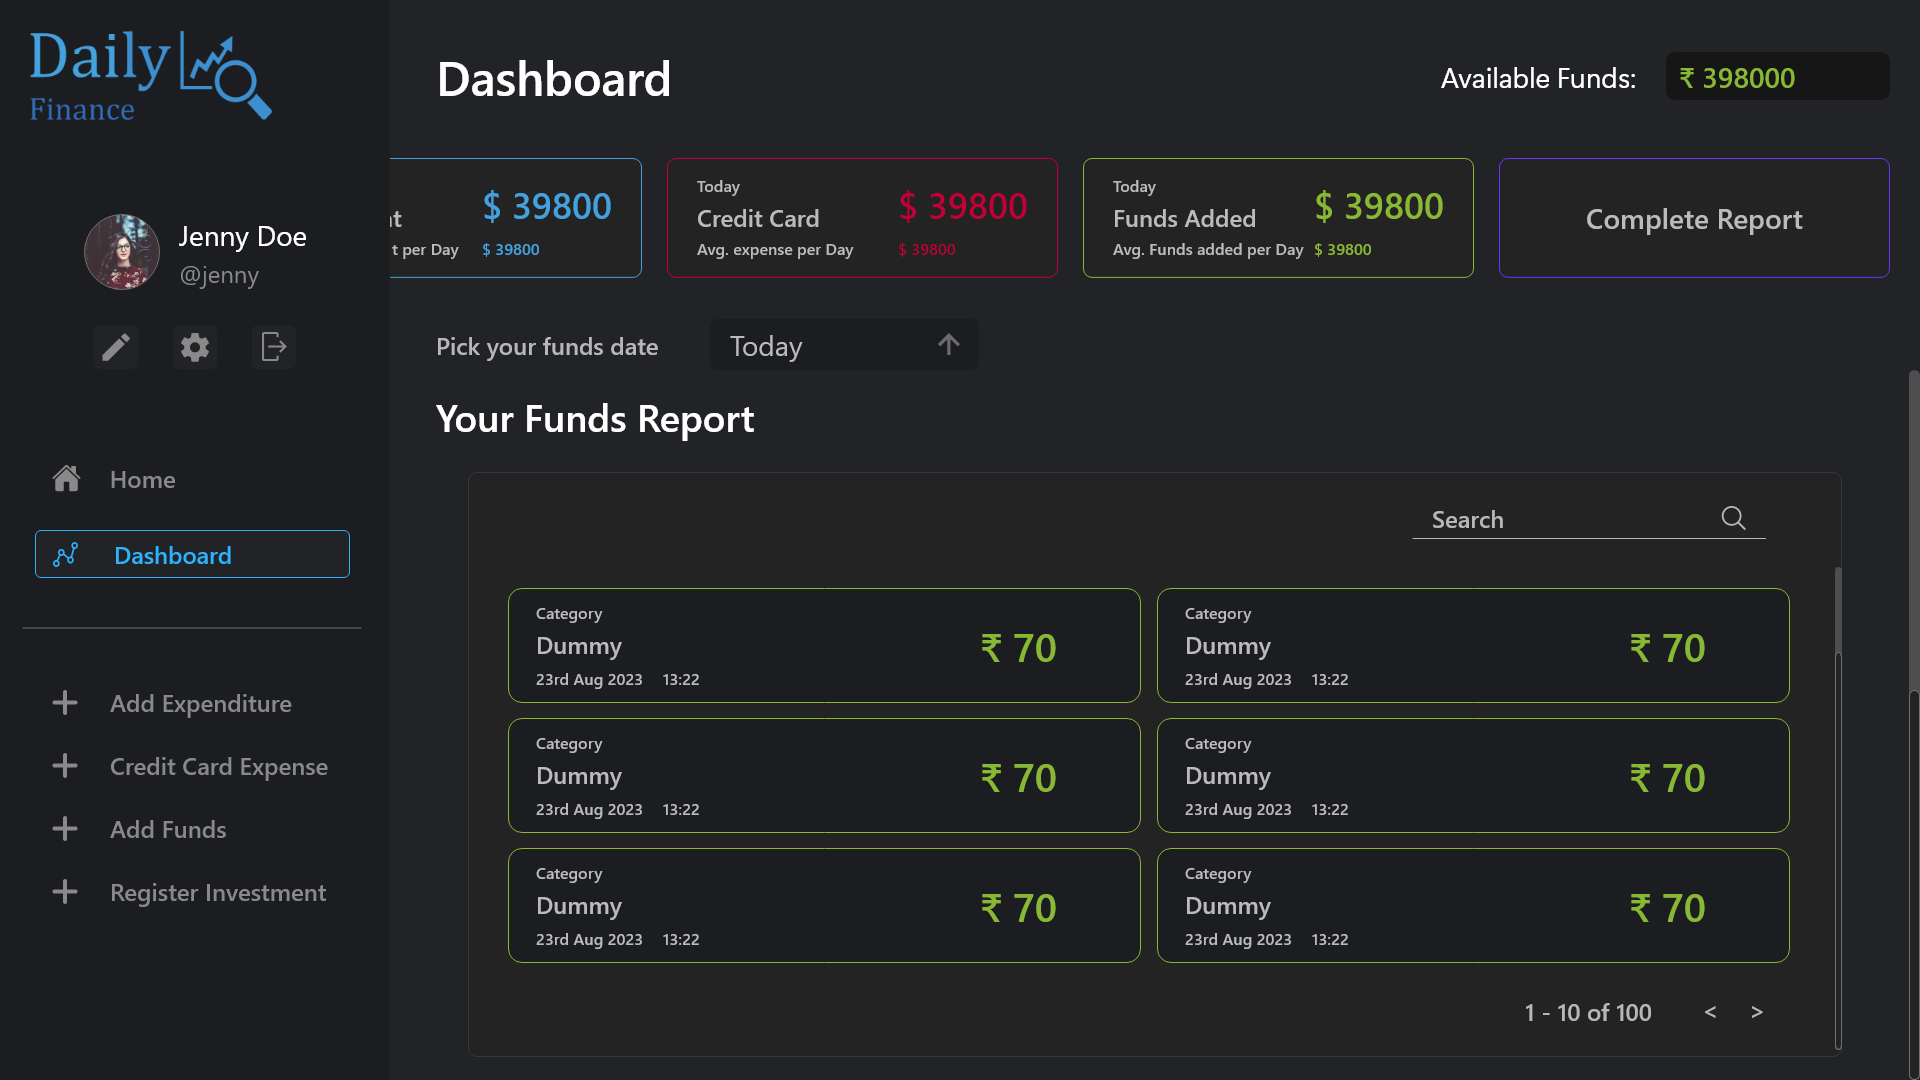 Daily
Finance
Jenny Doe
@jenny
Home
Dashboard
Add Expenditure
Credit Card Expense
Add Funds
Register Investment
Dashboard
Available Funds: ₹ 398000
t $ 39800
t per Day $ 39800
Today
Credit Card $ 39800
Avg. expense per Day $ 39800
Today
Funds Added $ 39800
Avg. Funds added per Day $ 39800
Complete Report
Pick your funds date Today
Your Funds Report
Search
Category
Dummy ₹ 70
23rd Aug 2023 13:22
Category
Dummy ₹ 70
23rd Aug 2023 13:22
Category
Dummy ₹ 70
23rd Aug 2023 13:22
Category
Dummy ₹ 70
23rd Aug 2023 13:22
Category
Dummy ₹ 70
23rd Aug 2023 13:22
Category
Dummy ₹ 70
23rd Aug 2023 13:22
1 - 10 of 100 < >